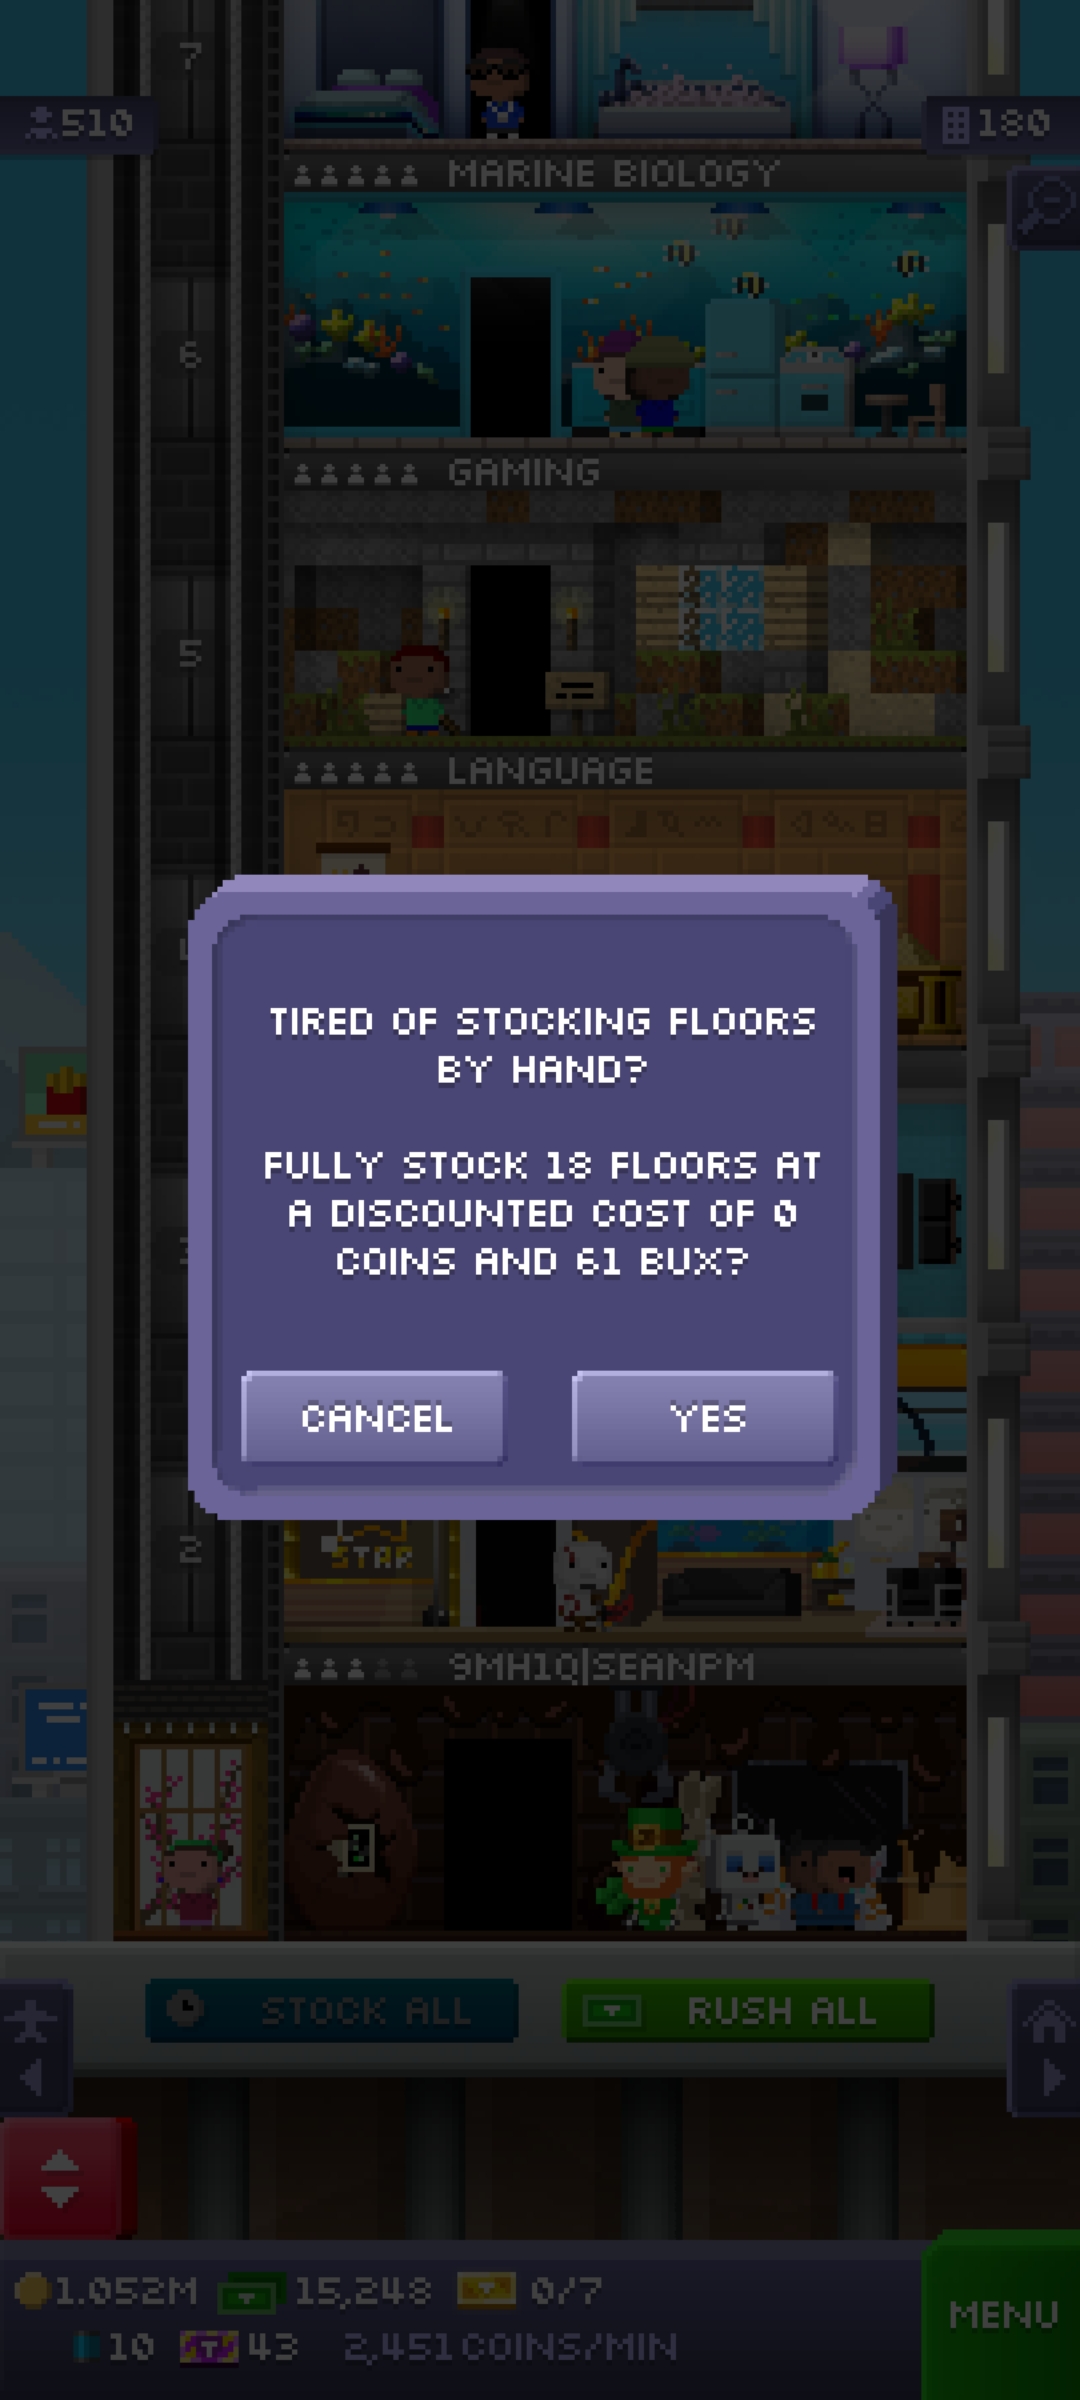 7
510
180
MARINE BIOLOGY
6
GAMING
5
LANGUAGE
TIRED OF STOCKING FLOORS
BY HAND?
FULLY STOCK 18 FLOORS AT
A DISCOUNTED COST OF 0
COINS AND 61 BUX?
CANCEL
YES
2
STAR
9MH1Q|SEANPM
STOCK ALL
RUSH ALL
1.052M
15,248
0/7
MENU
10
43
2,451 COINS/MIN